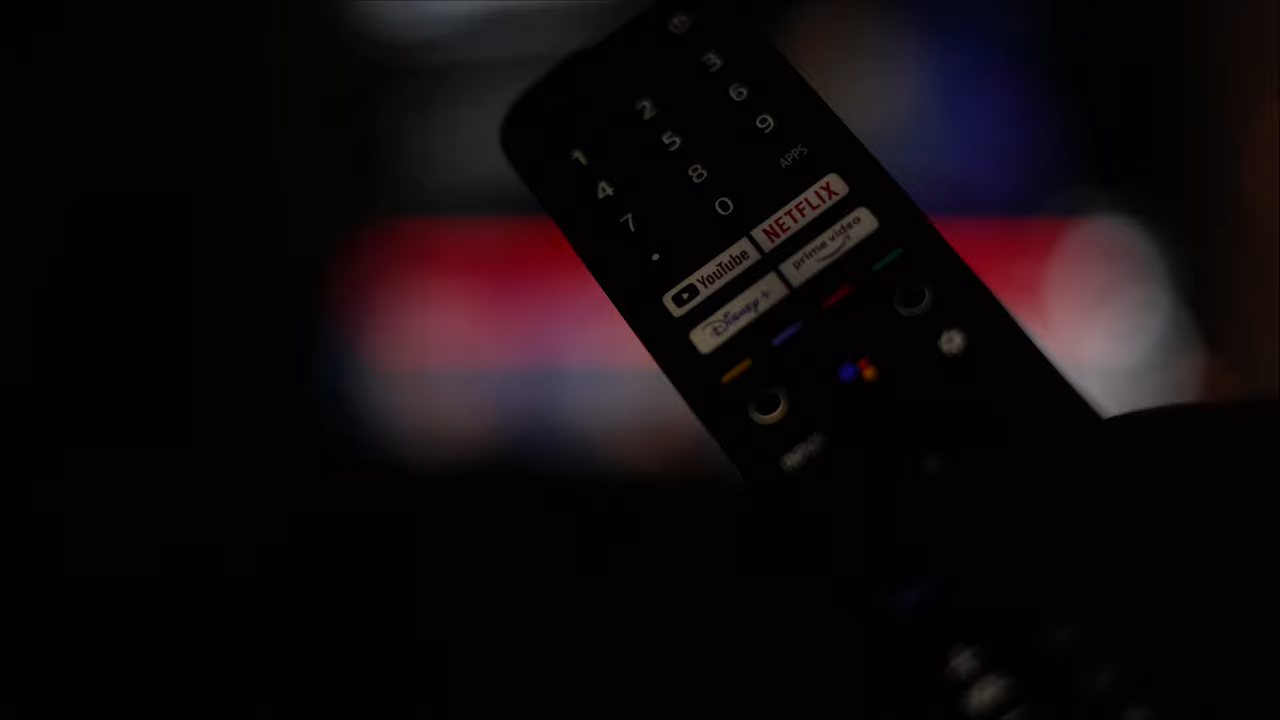 1 2 3
4 5 6
7 8 9
0 APPS
YouTube NETFLIX
Disney+ prime video